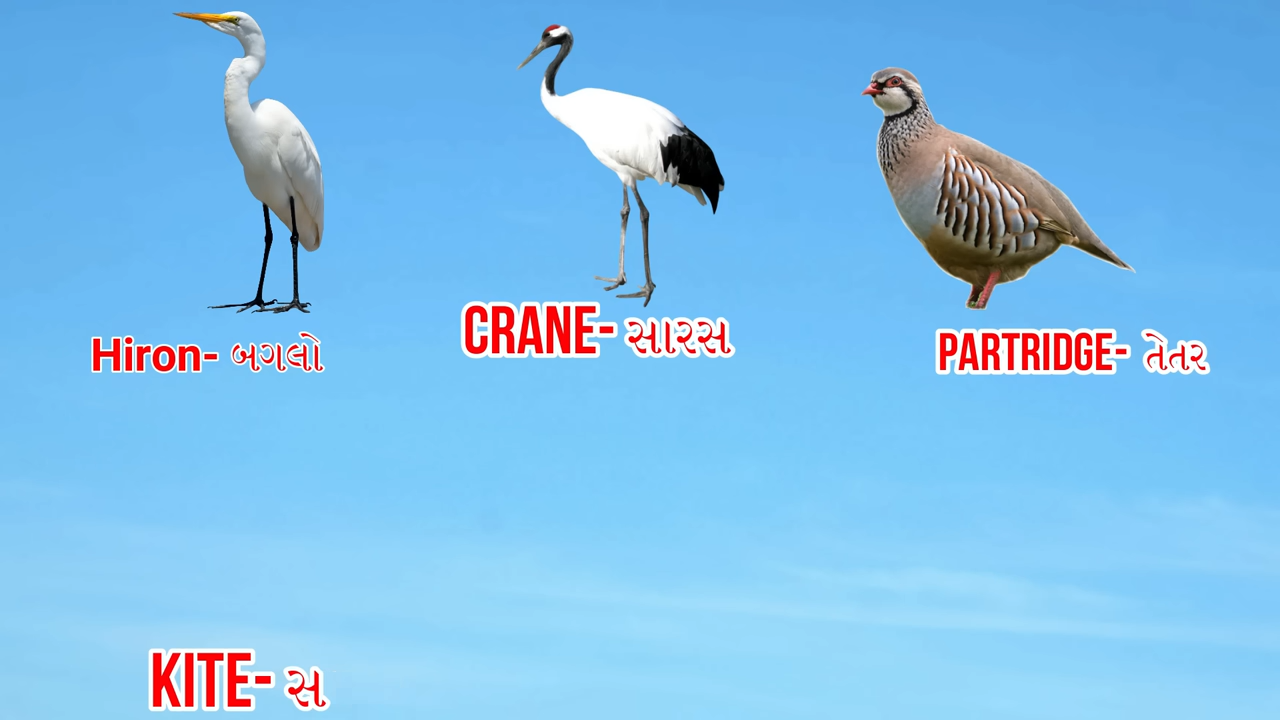 Hiron- બગલો
CRANE- સારસ
PARTRIDGE- તેતર
KITE- સ